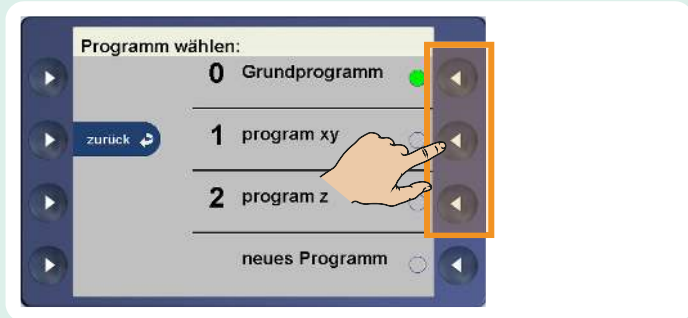 Programm wählen:
0 Grundprogramm
zurück
1 program xy
2 program z
neues Programm